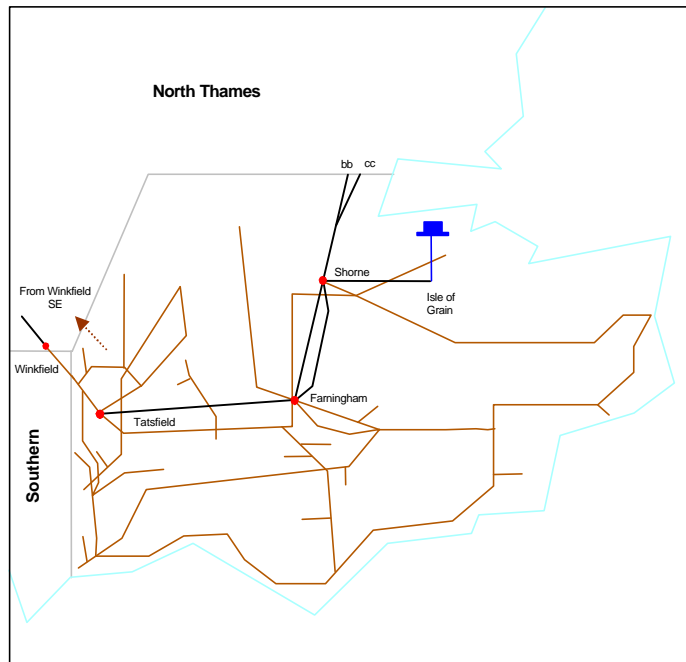 North Thames
bb cc
Shorne
From Winkfield
SE
Isle of
Grain
Winkfield
Farningham
Tatsfield
Southern